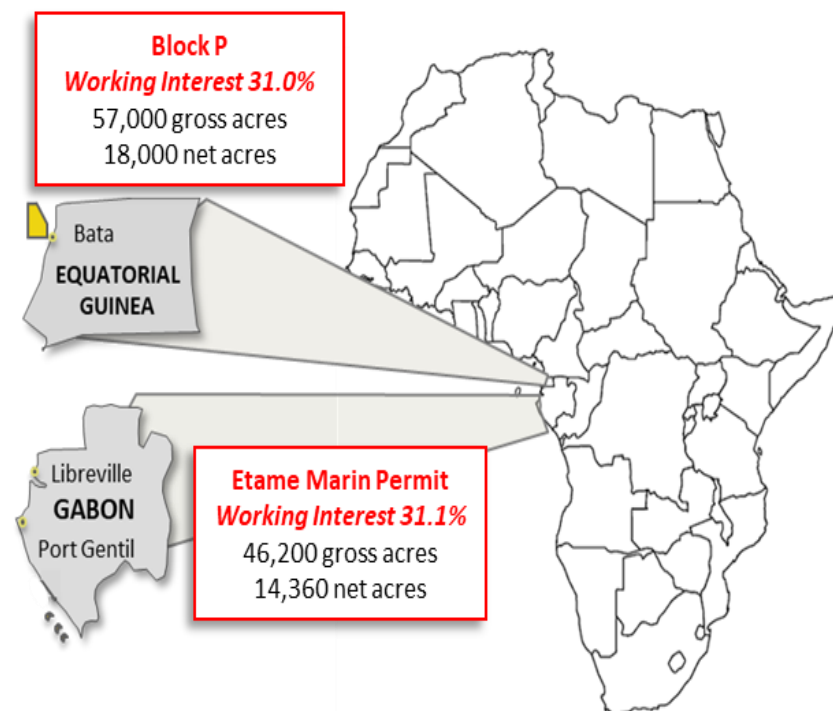 Block P
Working Interest 31.0%
57,000 gross acres
18,000 net acres
Bata
EQUATORIAL
GUINEA
Libreville
GABON
Port Gentil
Etame Marin Permit
Working Interest 31.1%
46,200 gross acres
14,360 net acres